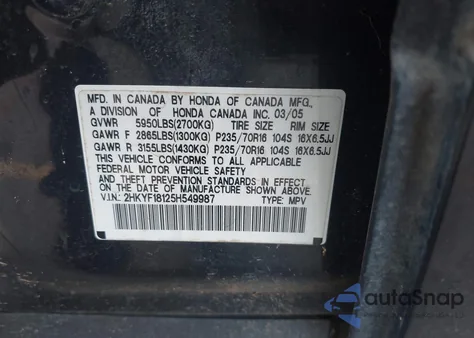 MFD. IN CANADA BY HONDA OF CANADA MFG.,
A DIVISION OF HONDA CANADA INC. 03/05
GVWR 5950LBS(2700KG) TIRE SIZE RIM SIZE
GAWR F 2865LBS(1300KG) P235/70R16 104S 16X6.5JJ
GAWR R 3155LBS(1430KG) P235/70R16 104S 16X6.5JJ
THIS VEHICLE CONFORMS TO ALL APPLICABLE
FEDERAL MOTOR VEHICLE SAFETY
AND THEFT PREVENTION STANDARDS IN EFFECT ON THE
DATE OF MANUFACTURE SHOWN ABOVE.
V.I.N.: 2HKYF18125H549987 TYPE: MPV
autoSnap